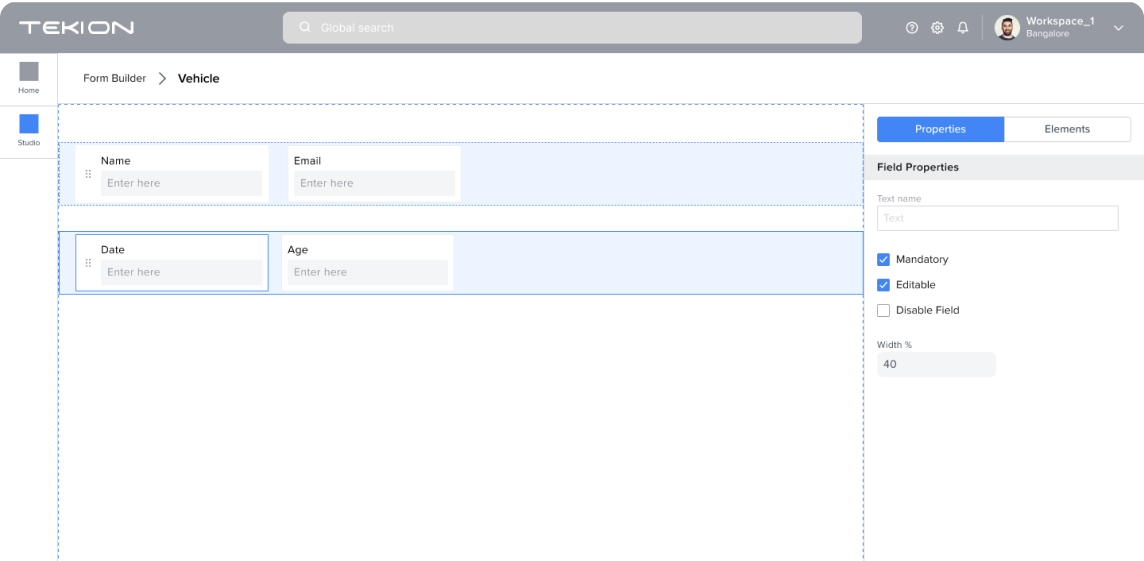 TEKION
Global search
Workspace_1
Bangalore
Home
Studio
Form Builder
Vehicle
Name
Enter here
Email
Enter here
Date
Enter here
Age
Enter here
Properties
Elements
Field Properties
Text name
Text
Mandatory
Editable
Disable Field
Width %
40